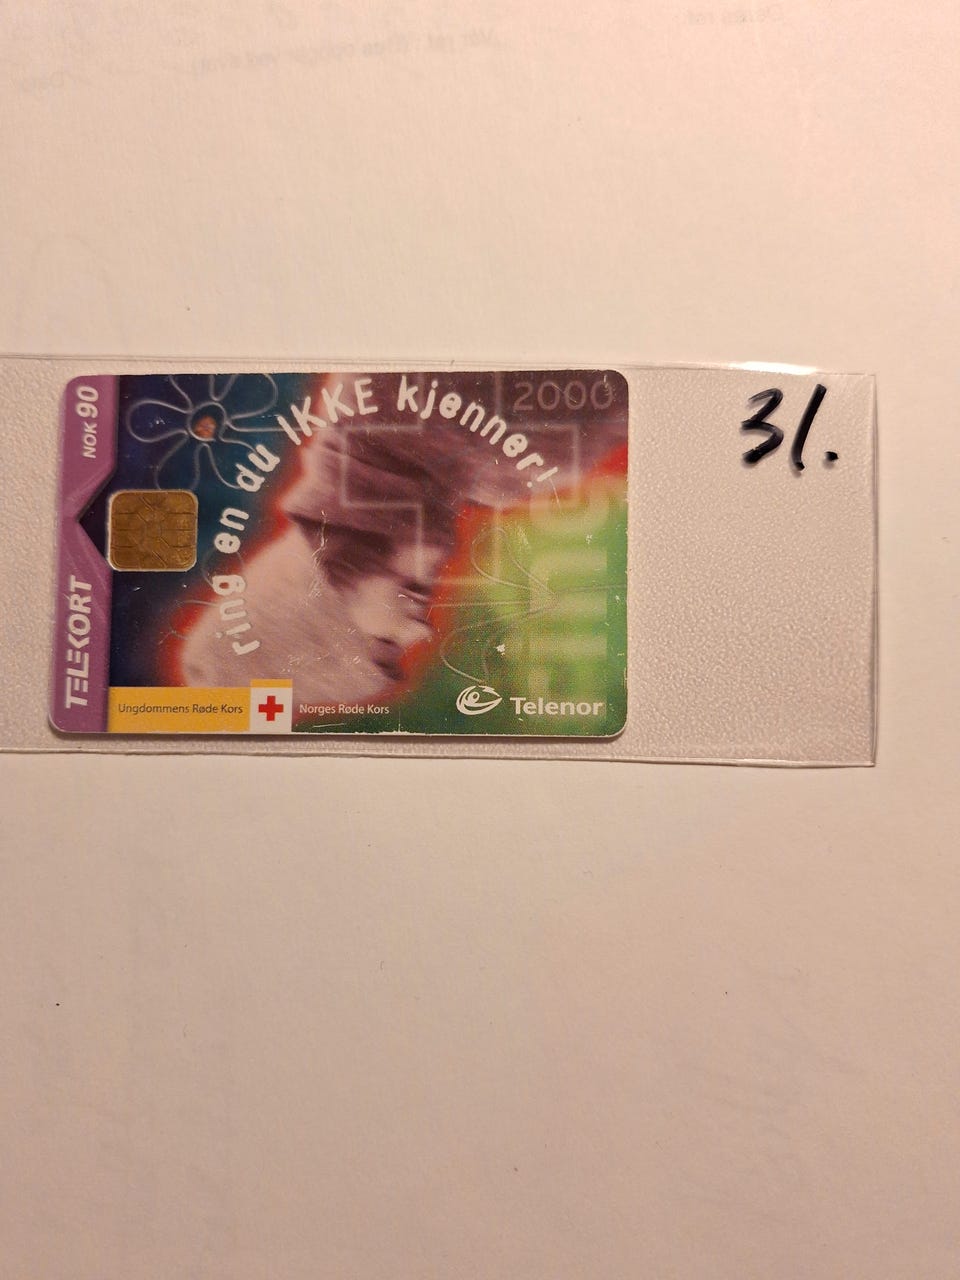 NOK 90
TELEKORT
ring en du IKKE kjenner!
2000
Ungdommens Røde Kors
Norges Røde Kors
Telenor
31.